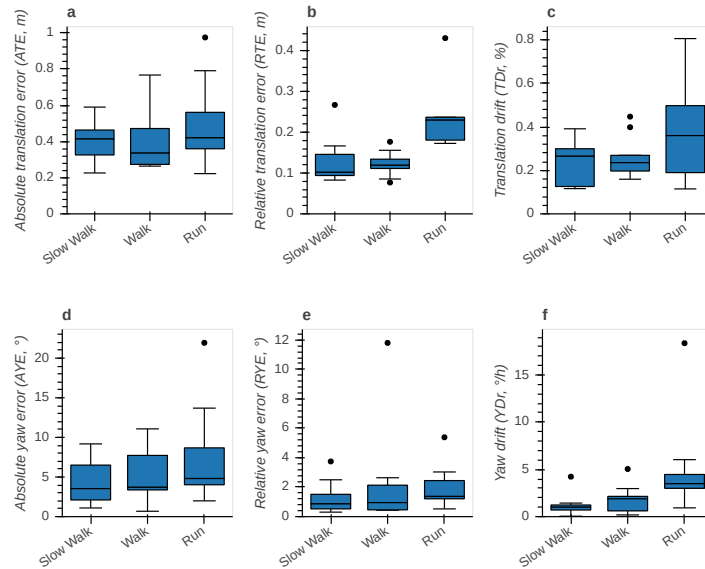 a
Absolute translation error (ATE, m)
1
0.8
0.6
0.4
0.2
0
Slow Walk
Walk
Run
b
Relative translation error (RTE, m)
0.4
0.3
0.2
0.1
0
Slow Walk
Walk
Run
c
Translation drift (TDr, %)
0.8
0.6
0.4
0.2
0
Slow Walk
Walk
Run
d
Absolute yaw error (AYE, °)
20
15
10
5
0
Slow Walk
Walk
Run
e
Relative yaw error (RYE, °)
12
10
8
6
4
2
0
Slow Walk
Walk
Run
f
Yaw drift (YDr, °/h)
15
10
5
0
Slow Walk
Walk
Run